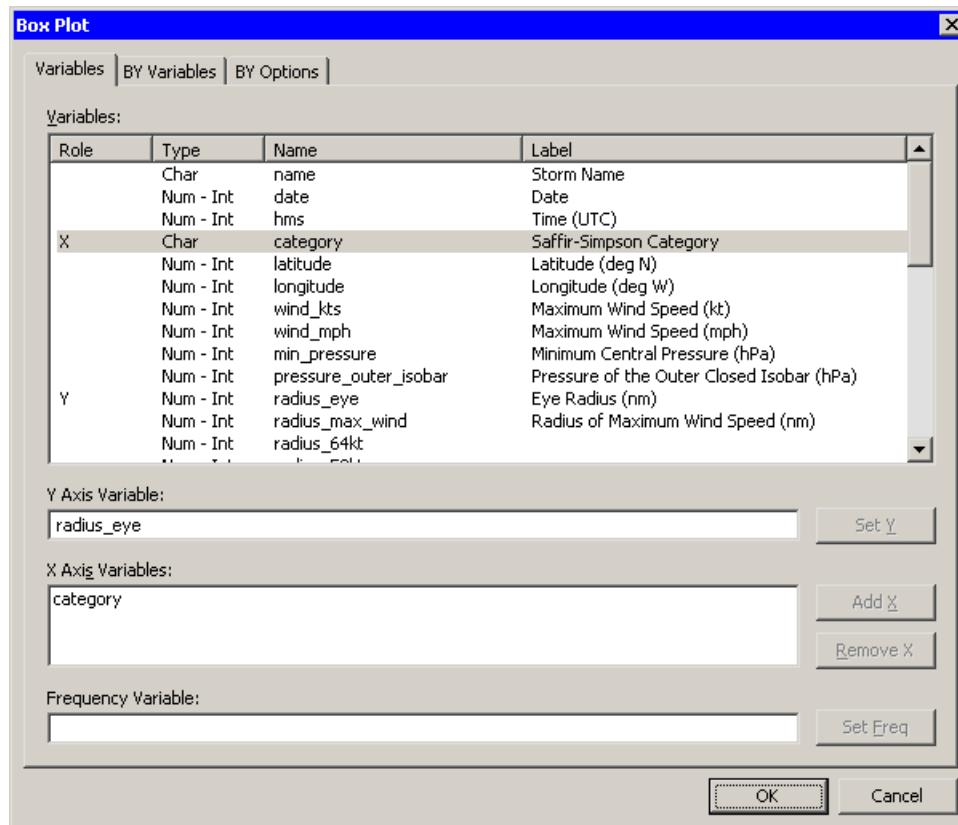 Box Plot
Variables BY Variables BY Options
Variables:
Role Type Name Label
Char name Storm Name
Num - Int date Date
Num - Int hms Time (UTC)
X Char category Saffir-Simpson Category
Num - Int latitude Latitude (deg N)
Num - Int longitude Longitude (deg W)
Num - Int wind_kts Maximum Wind Speed (kt)
Num - Int wind_mph Maximum Wind Speed (mph)
Num - Int min_pressure Minimum Central Pressure (hPa)
Num - Int pressure_outer_isobar Pressure of the Outer Closed Isobar (hPa)
Y Num - Int radius_eye Eye Radius (nm)
Num - Int radius_max_wind Radius of Maximum Wind Speed (nm)
Num - Int radius_64kt
Y Axis Variable:
radius_eye Set Y
X Axis Variables:
category Add X
Remove X
Frequency Variable:
Set Freq
OK Cancel